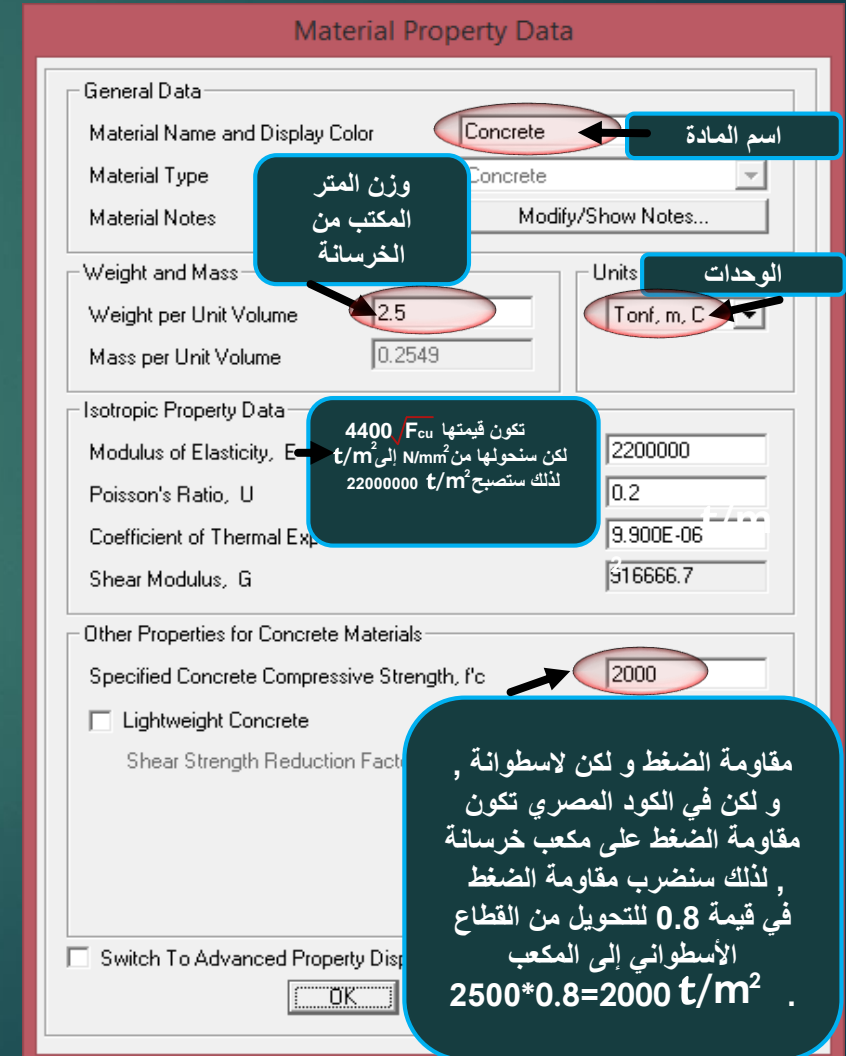 Material Property Data
General Data
Material Name and Display Color
Concrete
اسم المادة
Material Type
Concrete
Material Notes
Modify/Show Notes...
وزن المتر
المكتب من
الخرسانة
Weight and Mass
Units
الوحدات
Weight per Unit Volume
2.5
Tonf, m, C
Mass per Unit Volume
0.2549
Isotropic Property Data
تكون قيمتها 4400√Fcu
لكن سنحولها من N/mm² إلى t/m²
لذلك ستصبح 22000000 t/m²
Modulus of Elasticity, E
2200000
Poisson's Ratio, U
0.2
t/m
Coefficient of Thermal Exp
9.900E-06
2
Shear Modulus, G
916666.7
Other Properties for Concrete Materials
Specified Concrete Compressive Strength, f'c
2000
Lightweight Concrete
Shear Strength Reduction Facto
مقاومة الضغط و لكن لاسطوانة ,
و لكن في الكود المصري تكون
مقاومة الضغط على مكعب خرسانة
, لذلك سنضرب مقاومة الضغط
في قيمة 0.8 للتحويل من القطاع
الأسطواني إلى المكعب
2500*0.8=2000 t/m² .
Switch To Advanced Property Disp
OK